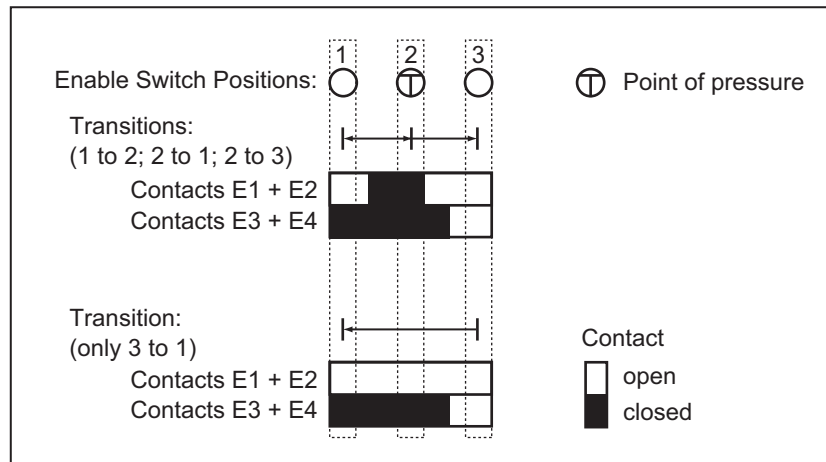 1 2 3
Enable Switch Positions:
Point of pressure
Transitions:
(1 to 2; 2 to 1; 2 to 3)
Contacts E1 + E2
Contacts E3 + E4
Transition:
(only 3 to 1)
Contacts E1 + E2
Contacts E3 + E4
Contact
open
closed